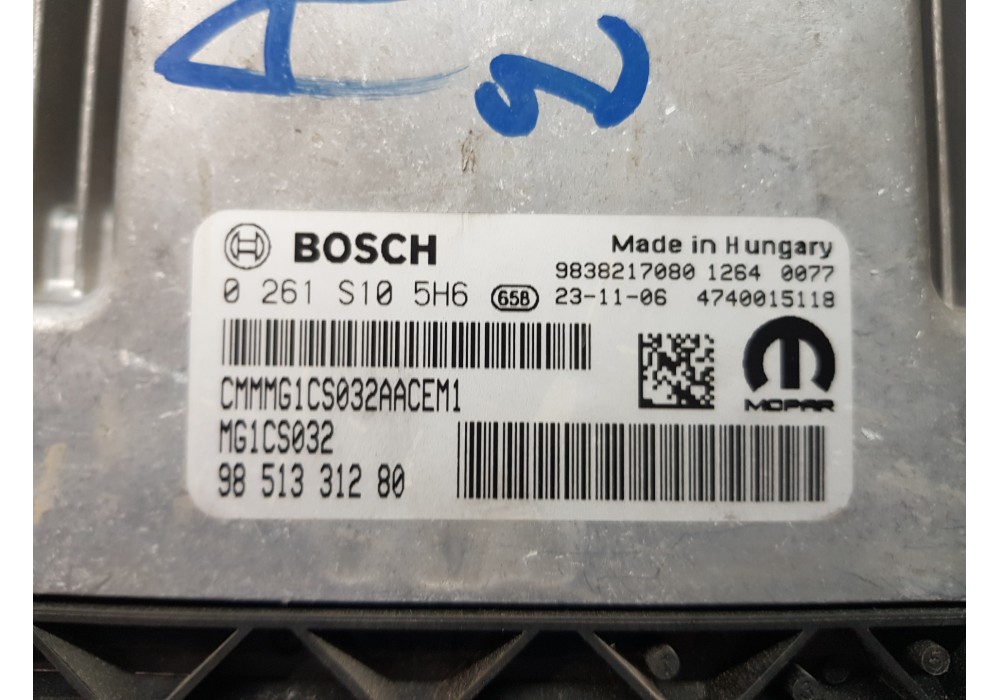 A
2
BOSCH
Made in Hungary
9838217080 1264 0077
0 261 S10 5H6 658 23-11-06 4740015118
CMMMG1CS032AACEM1
MOPAR
MG1CS032
98 513 312 80